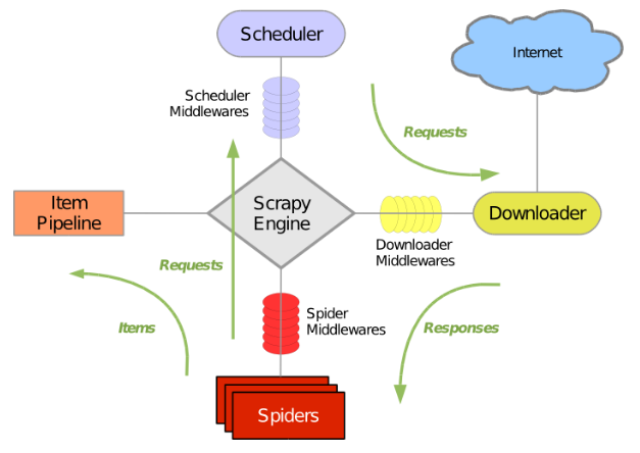 Scheduler
Internet
Scheduler
Middlewares
Requests
Item
Pipeline
Scrapy
Engine
Downloader
Downloader
Middlewares
Requests
Spider
Middlewares
Items
Responses
Spiders